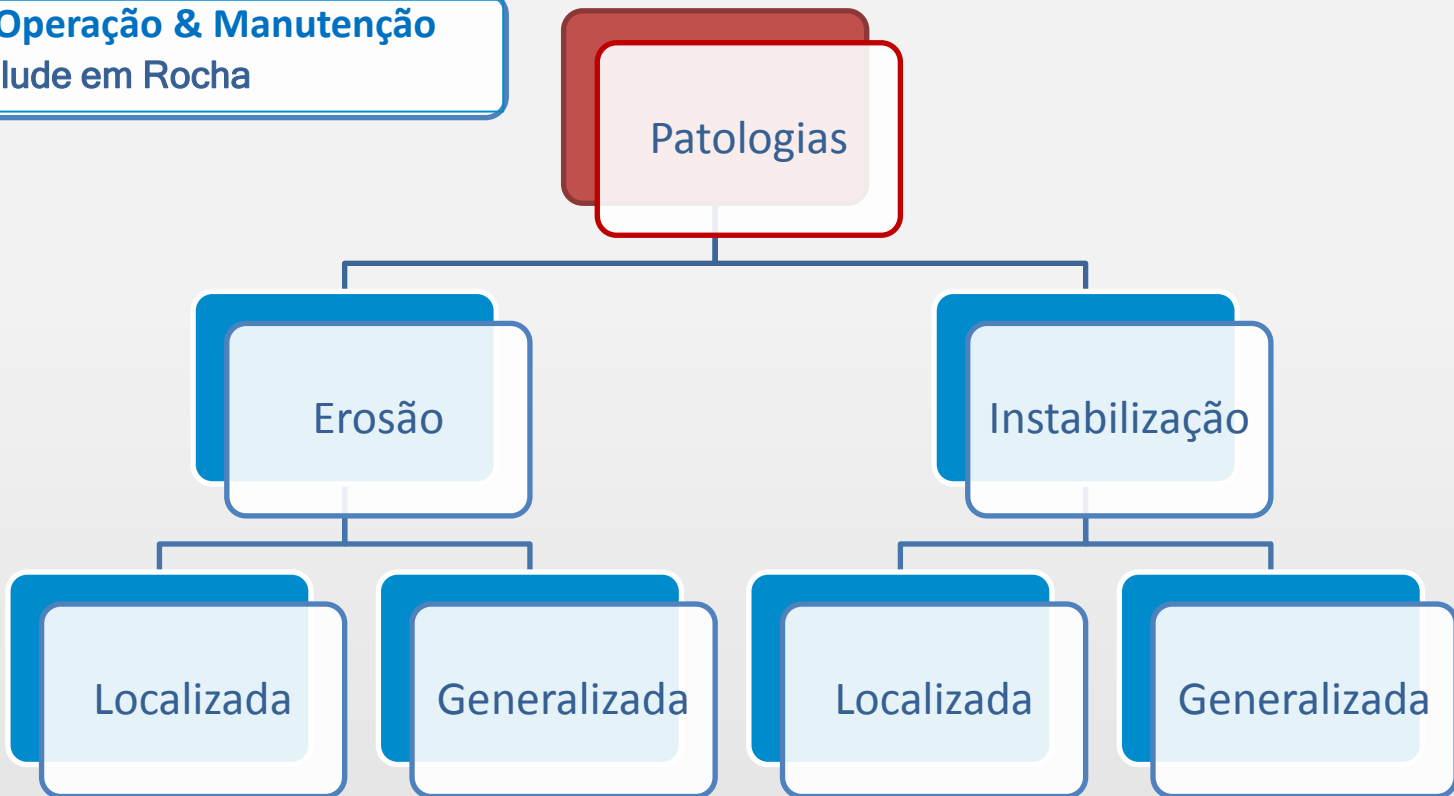 Operação & Manutenção
lude em Rocha
Patologias
Erosão
Instabilização
Localizada
Generalizada
Localizada
Generalizada